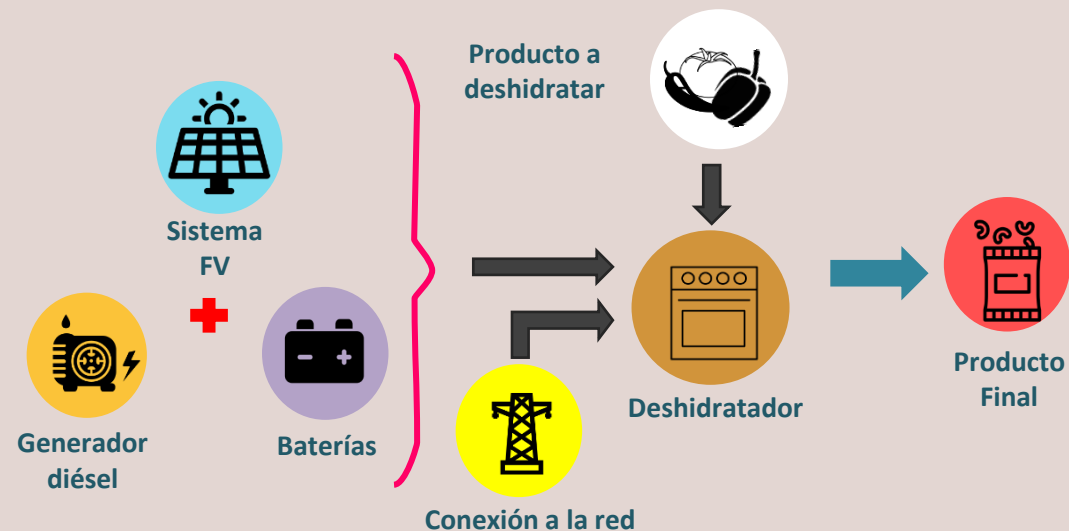 Producto a
deshidratar
Sistema
FV
Generador
diésel
Baterías
Conexión a la red
Deshidratador
Producto
Final